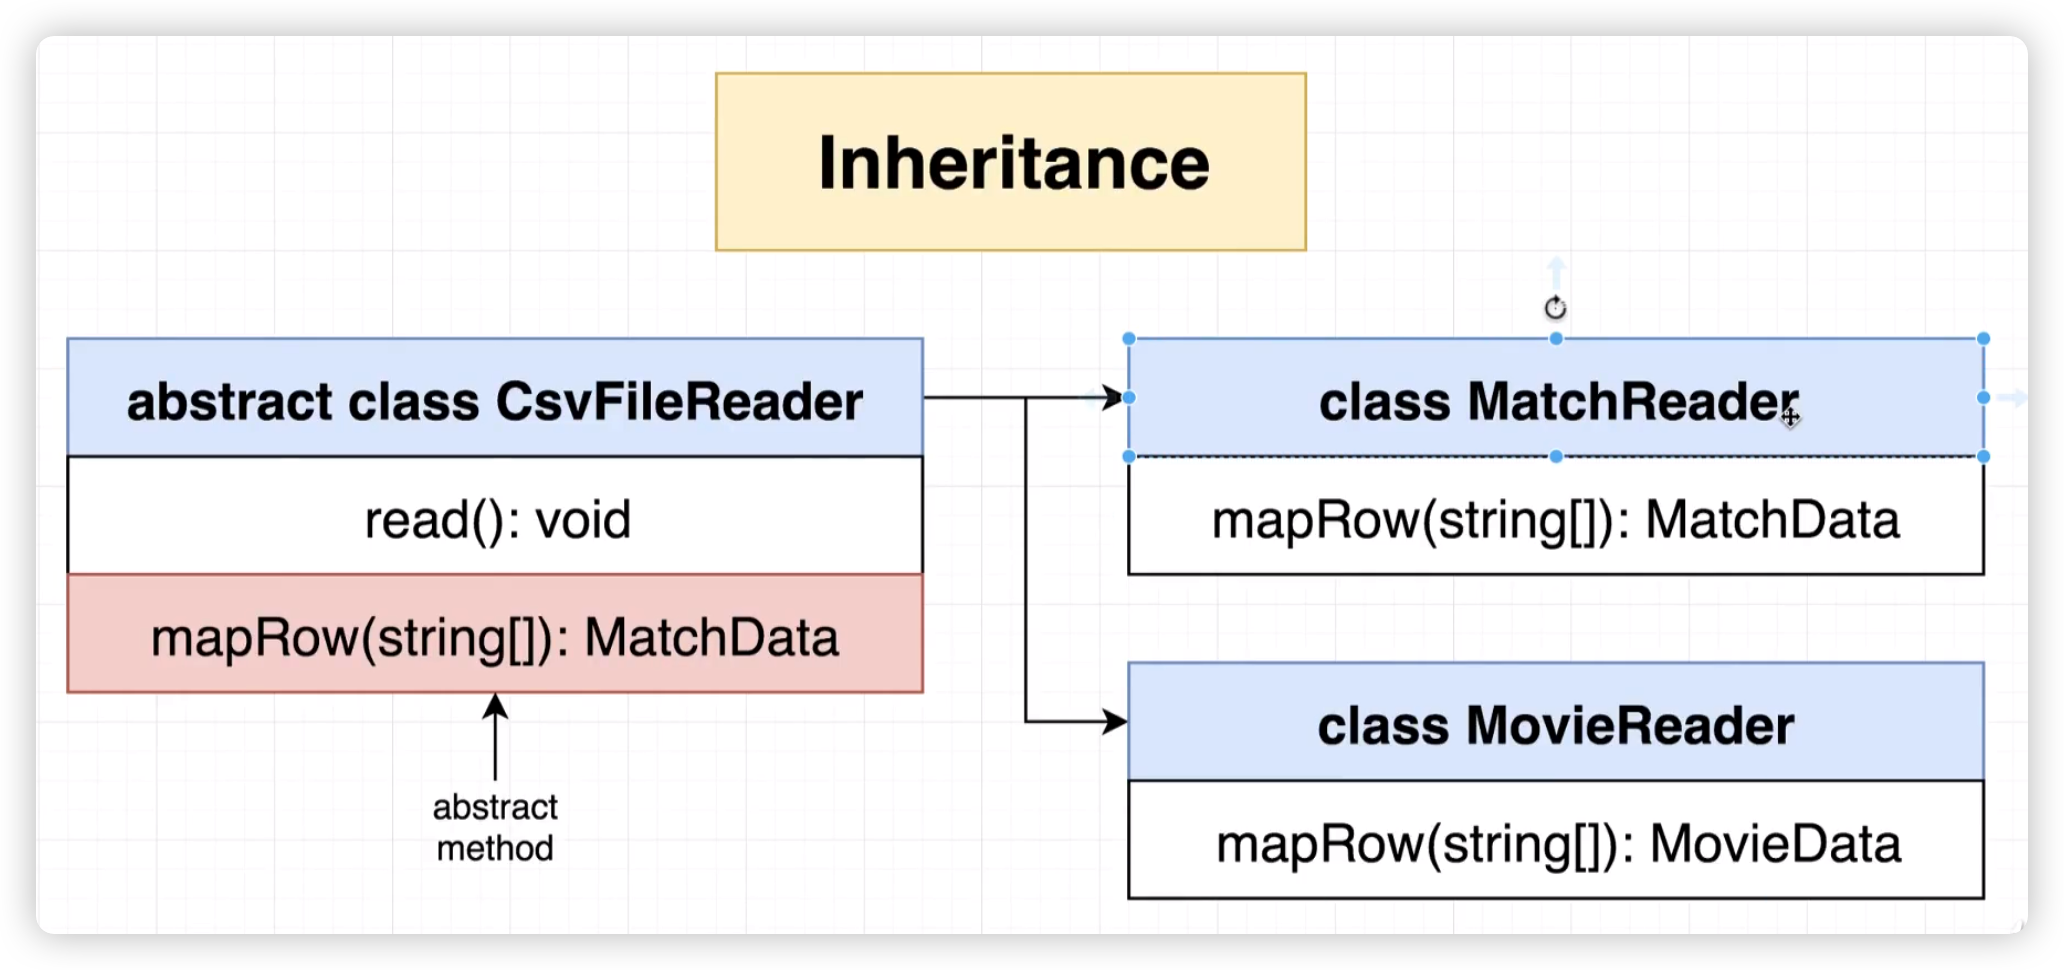 Inheritance
abstract class CsvFileReader
read(): void
mapRow(string[]): MatchData
abstract
method
class MatchReader
mapRow(string[]): MatchData
class MovieReader
mapRow(string[]): MovieData